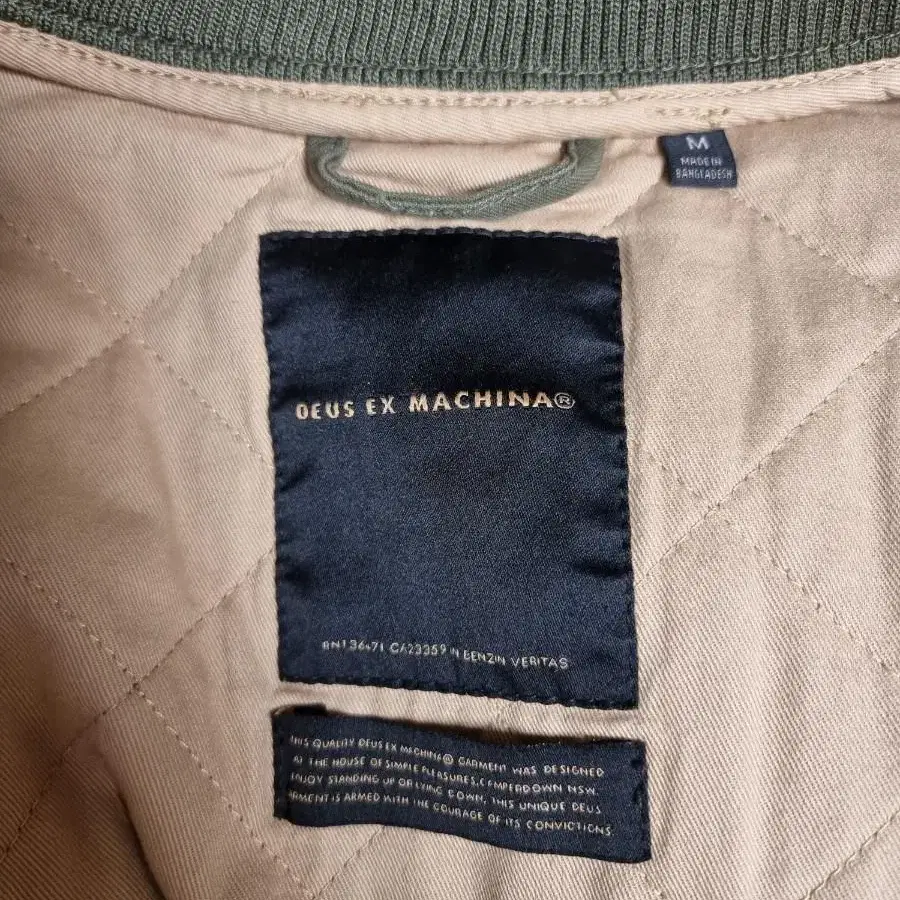 M
MADE IN
BANGLADESH
DEUS EX MACHINA®
RN136471 CA23359 IN BENZIN VERITAS
THIS QUALITY DEUS EX MACHINA® GARMENT WAS DESIGNED
AT THE HOUSE OF SIMPLE PLEASURES, CAMPERDOWN NSW.
ENJOY STANDING UP OR LYING DOWN, THIS UNIQUE DEUS
GARMENT IS ARMED WITH THE COURAGE OF ITS CONVICTIONS.